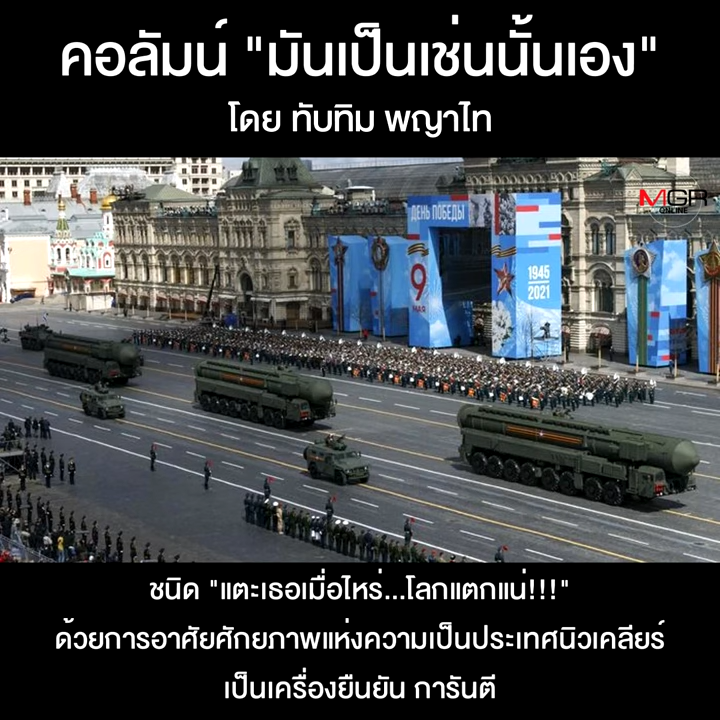 คอลัมน์ "มันเป็นเช่นนั้นเอง"
โดย ทับทิม พญาไท
MGR
ONLINE
ДЕНЬ ПОБЕДЫ
9
МАЯ
1945
2021
ชนิด "แตะเธอเมื่อไหร่...โลกแตกแน่!!!"
ด้วยการอาศัยศักยภาพแห่งความเป็นประเทศนิวเคลียร์
เป็นเครื่องยืนยัน การันตี